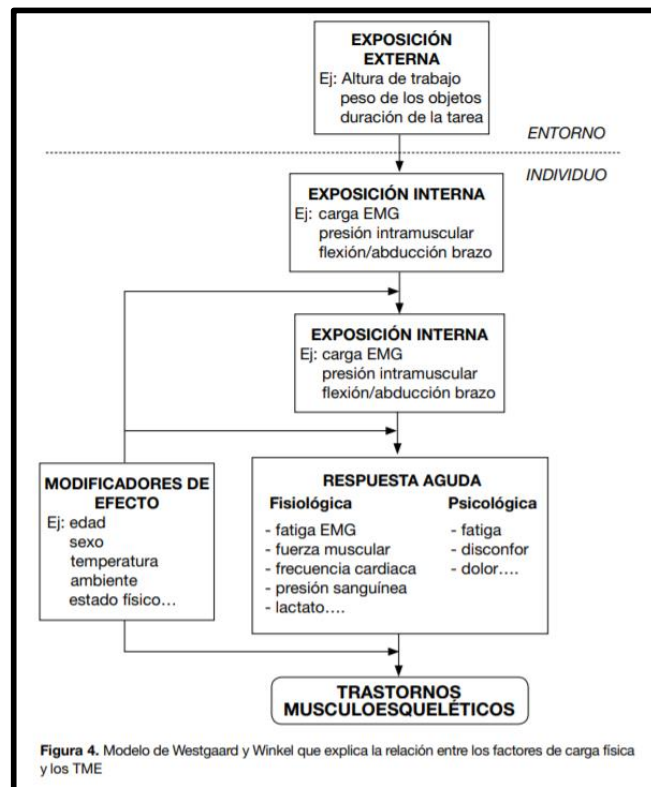 EXPOSICIÓN
EXTERNA
Ej: Altura de trabajo
peso de los objetos
duración de la tarea
ENTORNO
INDIVIDUO
EXPOSICIÓN INTERNA
Ej: carga EMG
presión intramuscular
flexión/abducción brazo
EXPOSICIÓN INTERNA
Ej: carga EMG
presión intramuscular
flexión/abducción brazo
MODIFICADORES DE
EFECTO
Ej: edad
sexo
temperatura
ambiente
estado físico…
RESPUESTA AGUDA
Fisiológica
- fatiga EMG
- fuerza muscular
- frecuencia cardiaca
- presión sanguínea
- lactato….
Psicológica
- fatiga
- disconfor
- dolor….
TRASTORNOS
MUSCULOESQUELÉTICOS
Figura 4. Modelo de Westgaard y Winkel que explica la relación entre los factores de carga física
y los TME